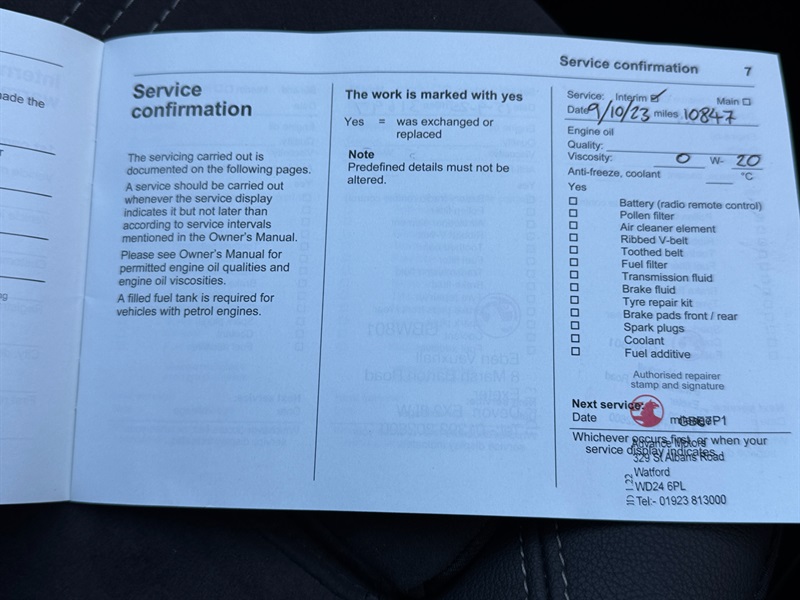 ade the
Service confirmation 7
Service
confirmation
The servicing carried out is
documented on the following pages.
A service should be carried out
whenever the service display
indicates it but not later than
according to service intervals
mentioned in the Owner's Manual.
Please see Owner's Manual for
permitted engine oil qualities and
engine oil viscosities.
A filled fuel tank is required for
vehicles with petrol engines.
The work is marked with yes
Yes = was exchanged or
replaced
Note
Predefined details must not be
altered.
Service: Interim ☑ Main ☐
Date 9/10/23 miles 10847
Engine oil
Quality:
Viscosity: 0 W- 20
Anti-freeze, coolant °C
Yes
☐ Battery (radio remote control)
☐ Pollen filter
☐ Air cleaner element
☐ Ribbed V-belt
☐ Toothed belt
☐ Fuel filter
☐ Transmission fluid
☐ Brake fluid
☐ Tyre repair kit
☐ Brake pads front / rear
☐ Spark plugs
☐ Coolant
☐ Fuel additive
Authorised repairer
stamp and signature
Next service:
Date
Whichever occurs first, or when your
service display indicates.
Advance Motors
329 St Albans Road
Watford
WD24 6PL
Tel:- 01923 813000